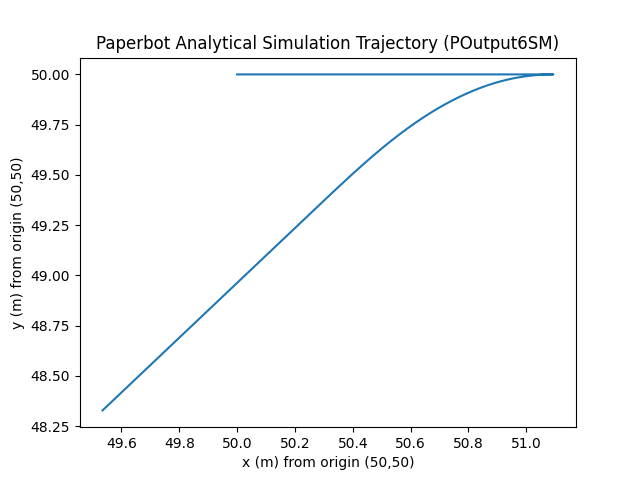 Paperbot Analytical Simulation Trajectory (POutput6SM)
y (m) from origin (50,50)
50.00
49.75
49.50
49.25
49.00
48.75
48.50
48.25
49.6 49.8 50.0 50.2 50.4 50.6 50.8 51.0
x (m) from origin (50,50)